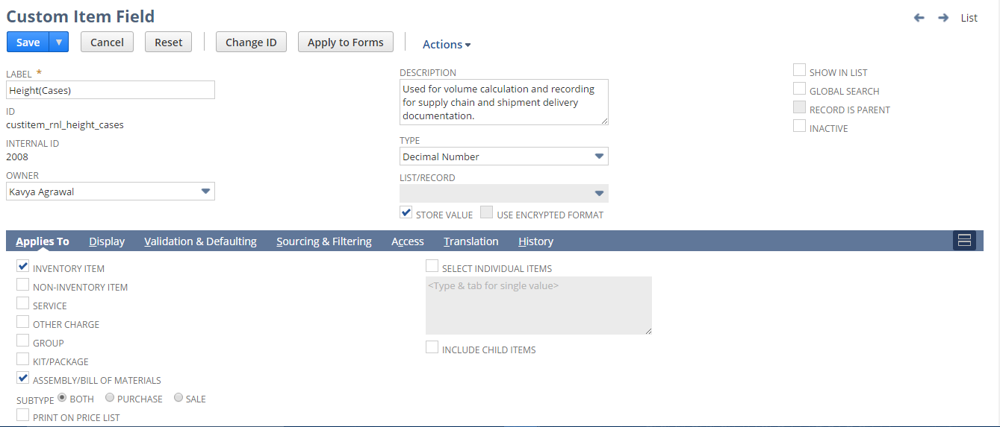 Custom Item Field
List
Save
Cancel
Reset
Change ID
Apply to Forms
Actions
LABEL *
Height(Cases)
ID
custitem_rnl_height_cases
INTERNAL ID
2008
OWNER
Kavya Agrawal
DESCRIPTION
Used for volume calculation and recording
for supply chain and shipment delivery
documentation.
TYPE
Decimal Number
LIST/RECORD
STORE VALUE
USE ENCRYPTED FORMAT
SHOW IN LIST
GLOBAL SEARCH
RECORD IS PARENT
INACTIVE
Applies To
Display
Validation & Defaulting
Sourcing & Filtering
Access
Translation
History
INVENTORY ITEM
NON-INVENTORY ITEM
SERVICE
OTHER CHARGE
GROUP
KIT/PACKAGE
ASSEMBLY/BILL OF MATERIALS
SUBTYPE BOTH PURCHASE SALE
PRINT ON PRICE LIST
SELECT INDIVIDUAL ITEMS
<Type & tab for single value>
INCLUDE CHILD ITEMS